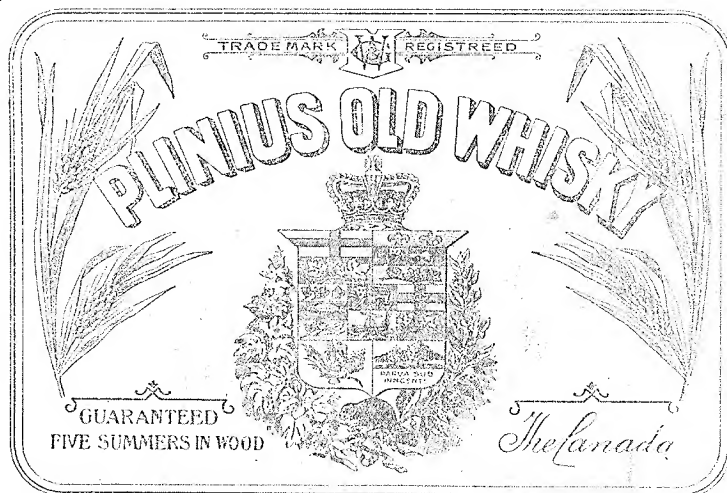 TRADE MARK REGISTREED
PLINIUS OLD WHISKY
PARVA SUB
INGENTI
GUARANTEED
FIVE SUMMERS IN WOOD
The Canada